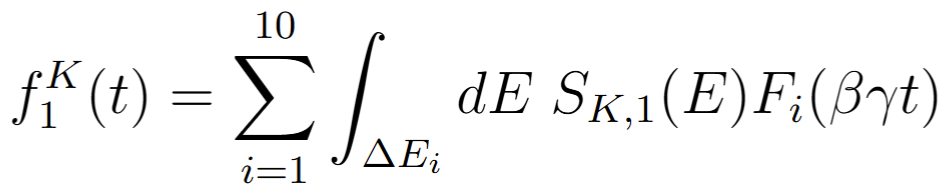 f_1^K(t) = \sum_{i=1}^{10} \int_{\Delta E_i} dE S_{K,1}(E) F_i(\beta\gamma t)